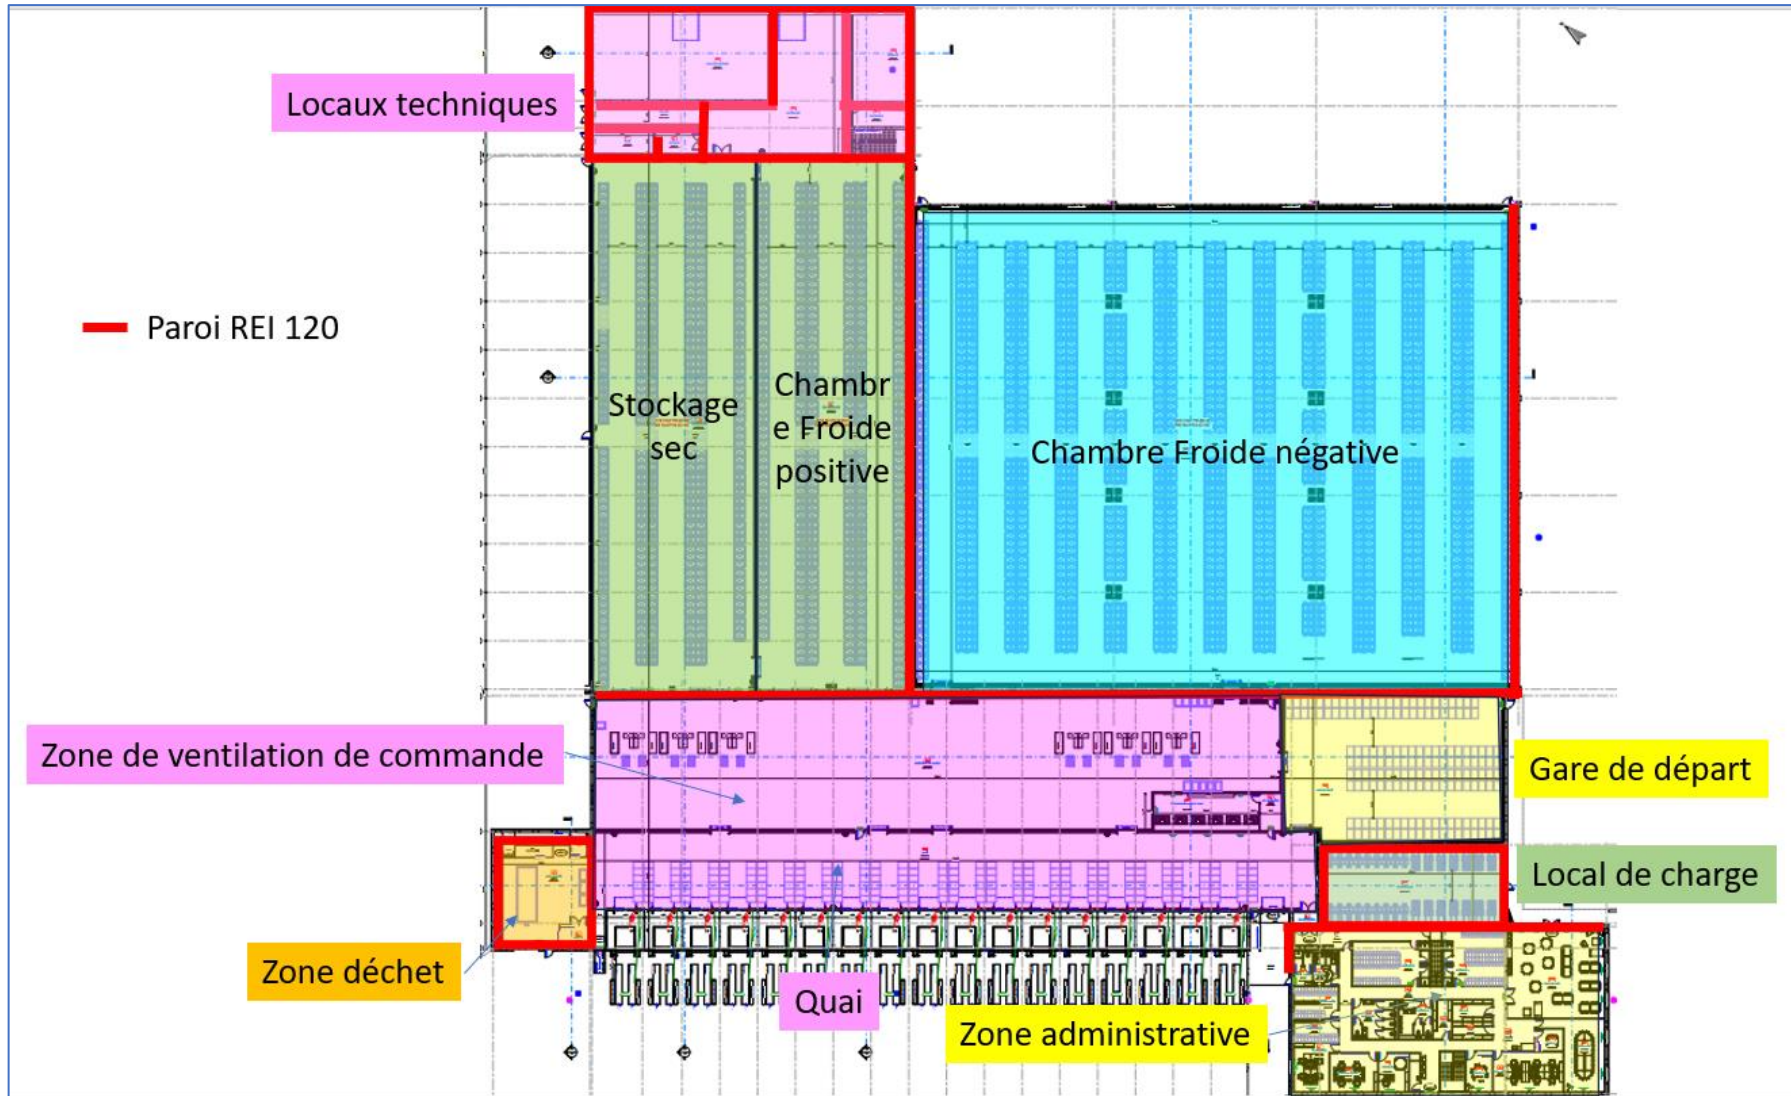 Locaux techniques
Paroi REI 120
Stockage
sec
Chambr
e Froide
positive
Chambre Froide négative
Zone de ventilation de commande
Gare de départ
Local de charge
Zone déchet
Quai
Zone administrative